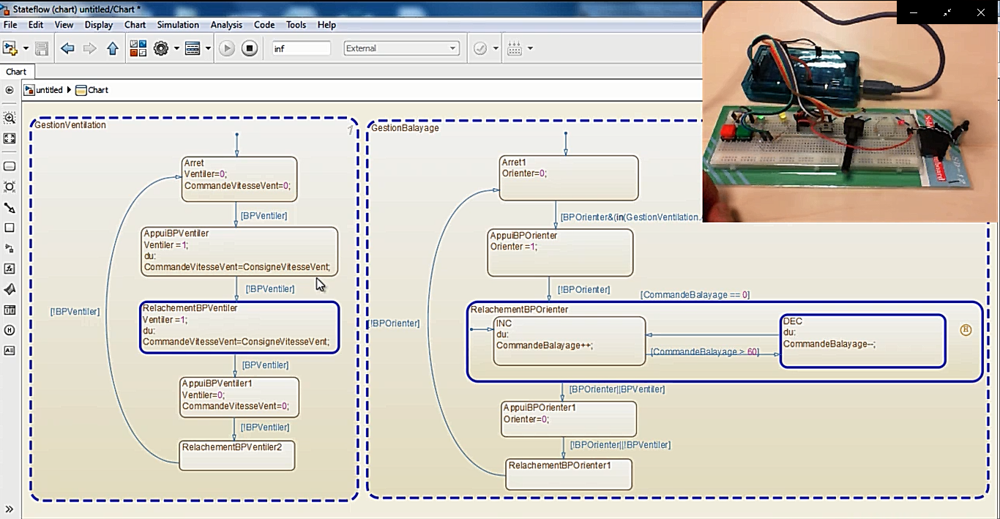 Stateflow (chart) untitled/Chart *
File Edit View Display Chart Simulation Analysis Code Tools Help
inf External
Chart
untitled Chart
GestionVentilation
Arret
Ventiler=0;
CommandeVitesseVent=0;
[BPVentiler]
AppuiBPVentiler
Ventiler =1;
du:
CommandeVitesseVent=ConsigneVitesseVent;
[!BPVentiler]
RelachementBPVentiler
Ventiler =1;
du:
CommandeVitesseVent=ConsigneVitesseVent;
[BPVentiler]
AppuiBPVentiler1
Ventiler=0;
CommandeVitesseVent=0;
[!BPVentiler]
RelachementBPVentiler2
[!BPVentiler]
GestionBalayage
Arret1
Orienter=0;
[BPOrienter&(in(GestionVentilation.
AppuiBPOrienter
Orienter =1;
[!BPOrienter]
[CommandeBalayage == 0]
RelachementBPOrienter
INC
du:
CommandeBalayage++;
[CommandeBalayage > 60]
DEC
du:
CommandeBalayage--;
H
[BPOrienter||BPVentiler]
AppuiBPOrienter1
Orienter=0;
[!BPOrienter||!BPVentiler]
RelachementBPOrienter1
[!BPOrienter]